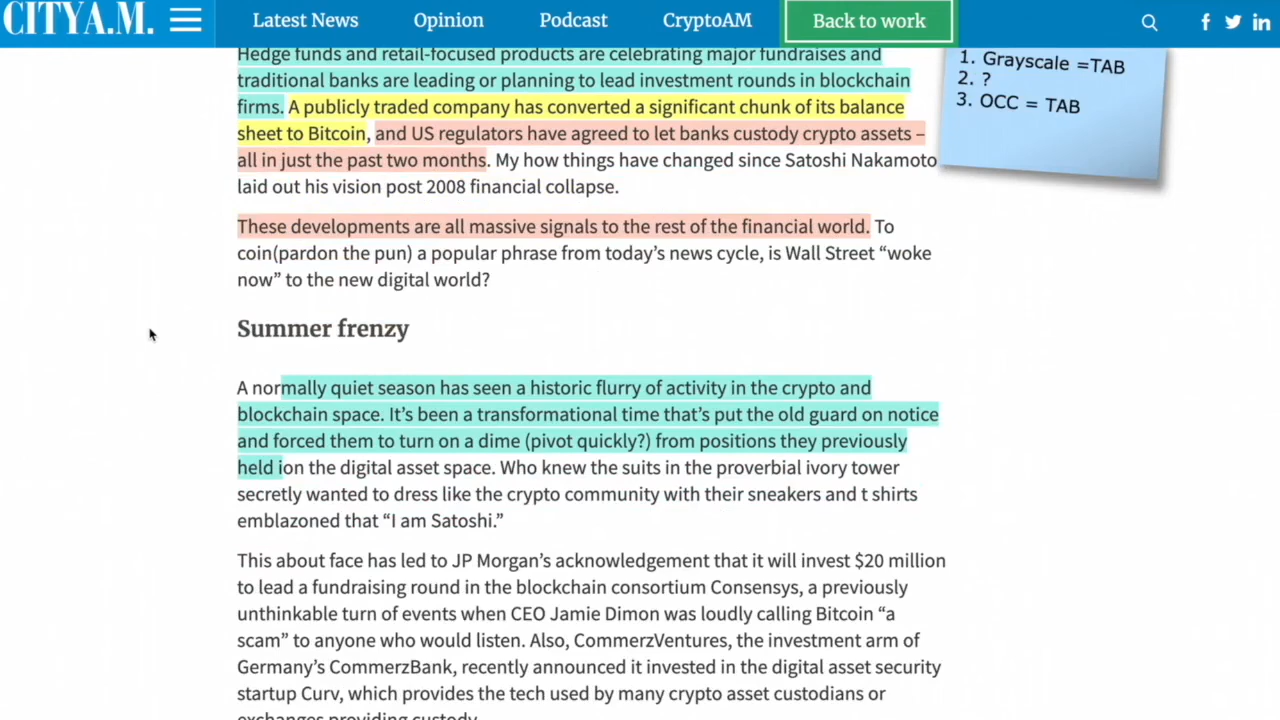 CITYA.M.
Latest News
Opinion
Podcast
CryptoAM
Back to work
Hedge funds and retail-focused products are celebrating major fundraises and
traditional banks are leading or planning to lead investment rounds in blockchain
firms. A publicly traded company has converted a significant chunk of its balance
sheet to Bitcoin, and US regulators have agreed to let banks custody crypto assets –
all in just the past two months. My how things have changed since Satoshi Nakamoto
laid out his vision post 2008 financial collapse.
These developments are all massive signals to the rest of the financial world. To
coin(pardon the pun) a popular phrase from today’s news cycle, is Wall Street “woke
now” to the new digital world?
Summer frenzy
A normally quiet season has seen a historic flurry of activity in the crypto and
blockchain space. It’s been a transformational time that’s put the old guard on notice
and forced them to turn on a dime (pivot quickly?) from positions they previously
held ion the digital asset space. Who knew the suits in the proverbial ivory tower
secretly wanted to dress like the crypto community with their sneakers and t shirts
emblazoned that “I am Satoshi.”
This about face has led to JP Morgan’s acknowledgement that it will invest $20 million
to lead a fundraising round in the blockchain consortium Consensys, a previously
unthinkable turn of events when CEO Jamie Dimon was loudly calling Bitcoin “a
scam” to anyone who would listen. Also, CommerzVentures, the investment arm of
Germany’s CommerzBank, recently announced it invested in the digital asset security
startup Curv, which provides the tech used by many crypto asset custodians or
exchanges providing custody.
1. Grayscale =TAB
2. ?
3. OCC = TAB